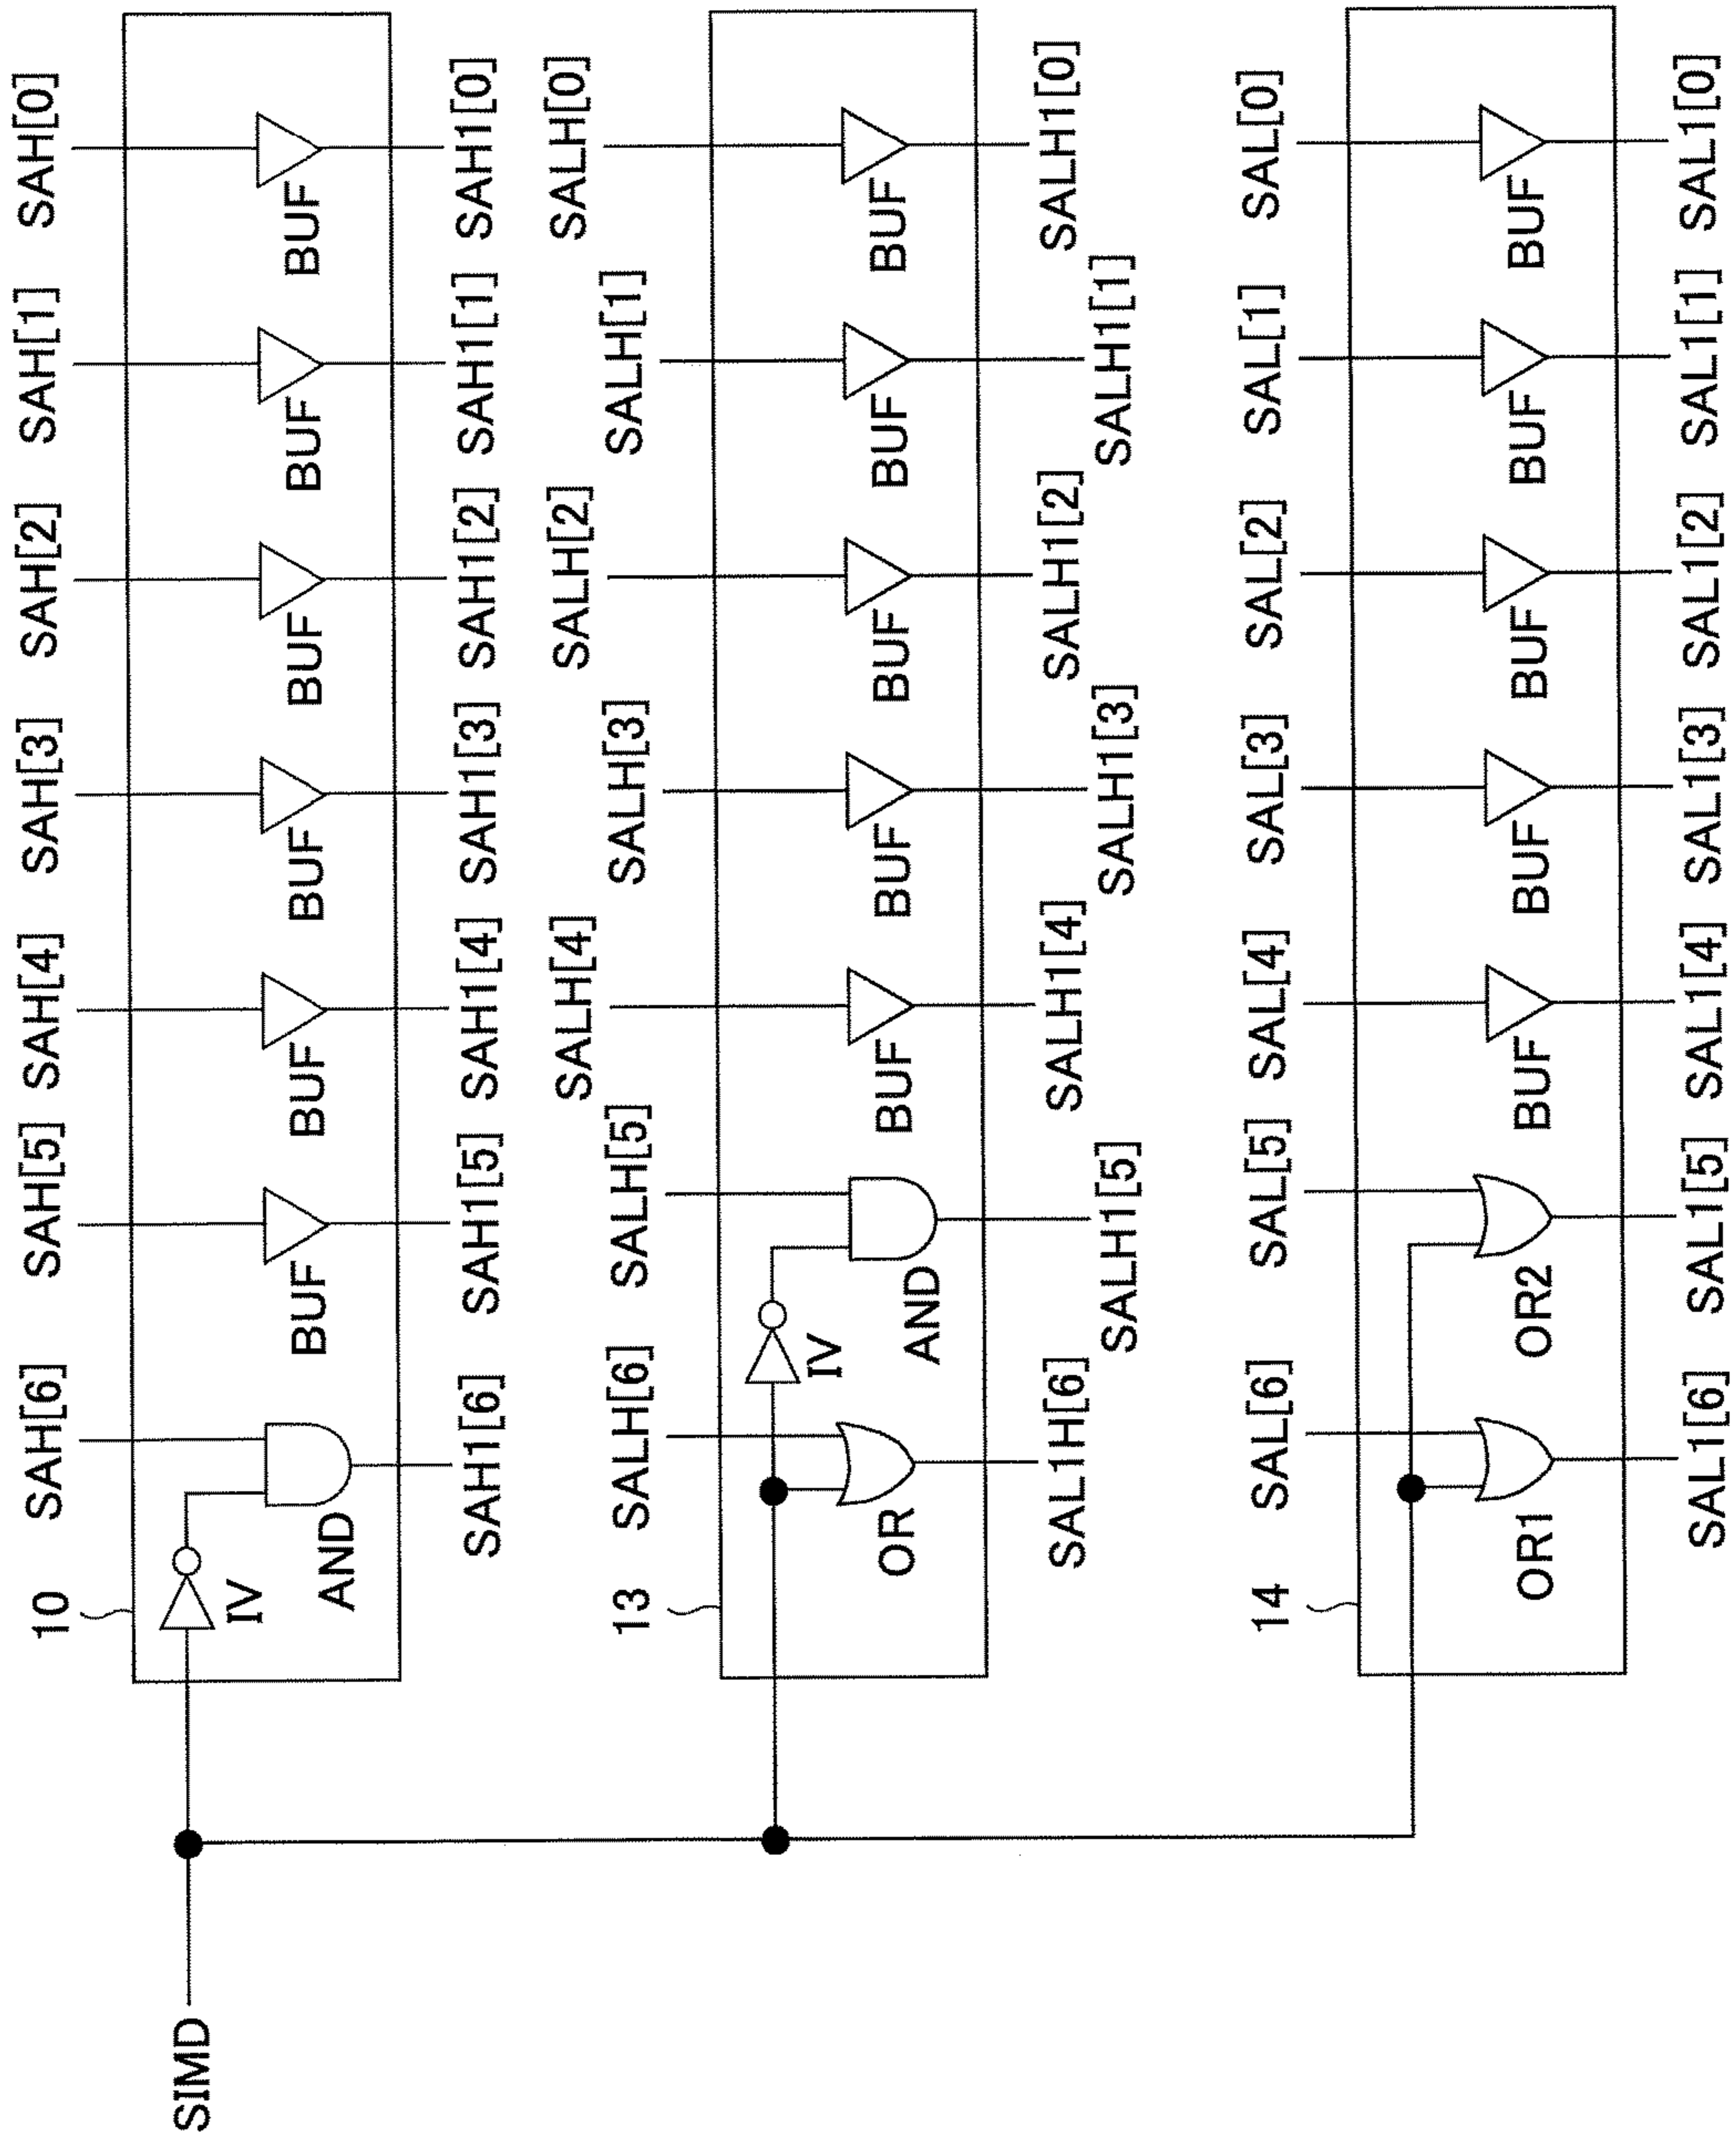 SIMD
10
SAH[6]
SAH[5]
SAH[4]
SAH[3]
SAH[2]
SAH[1]
SAH[0]
IV
AND
BUF
BUF
BUF
BUF
BUF
BUF
SAH1[6]
SAH1[5]
SAH1[4]
SAH1[3]
SAH1[2]
SAH1[1]
SAH1[0]
13
SALH[6]
SALH[5]
SALH[4]
SALH[3]
SALH[2]
SALH[1]
SALH[0]
OR
IV
AND
BUF
BUF
BUF
BUF
BUF
SAL1H[6]
SALH1[5]
SALH1[4]
SALH1[3]
SALH1[2]
SALH1[1]
SALH1[0]
14
SAL[6]
SAL[5]
SAL[4]
SAL[3]
SAL[2]
SAL[1]
SAL[0]
OR1
OR2
BUF
BUF
BUF
BUF
BUF
SAL1[6]
SAL1[5]
SAL1[4]
SAL1[3]
SAL1[2]
SAL1[1]
SAL1[0]